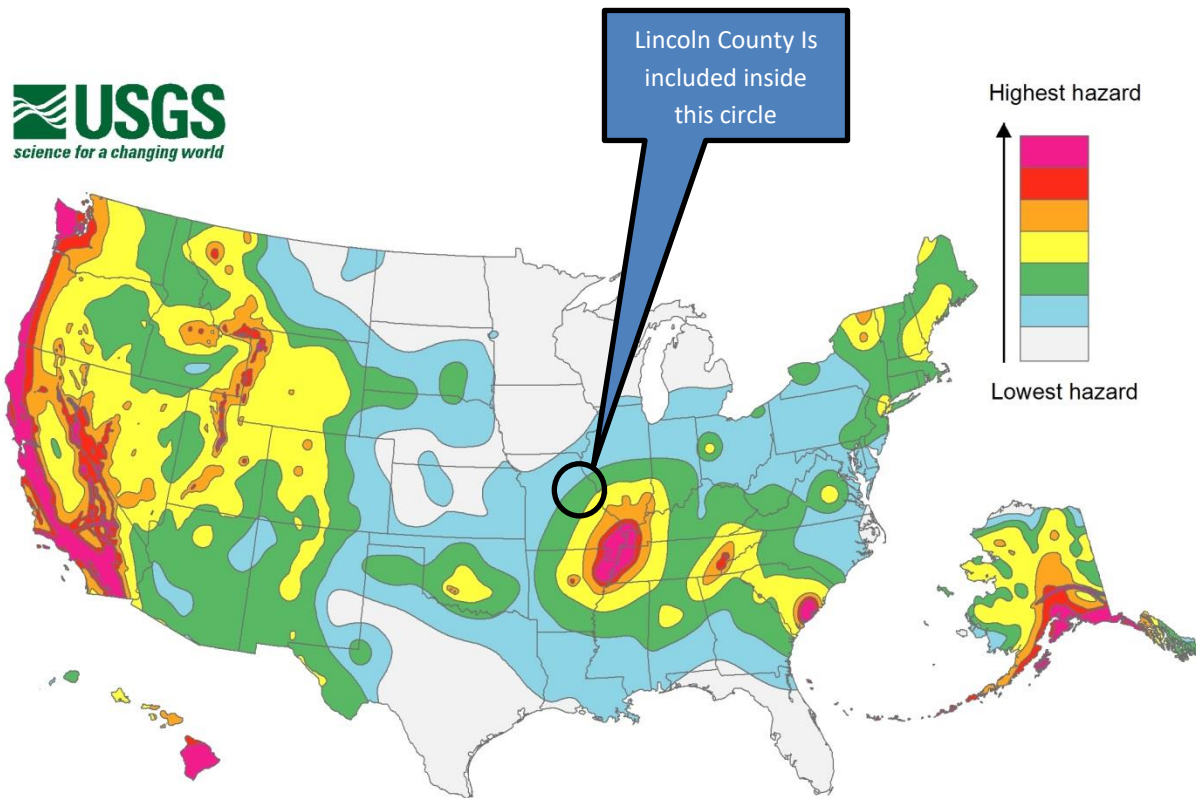 Lincoln County Is
included inside
this circle
USGS
science for a changing world
Highest hazard
Lowest hazard